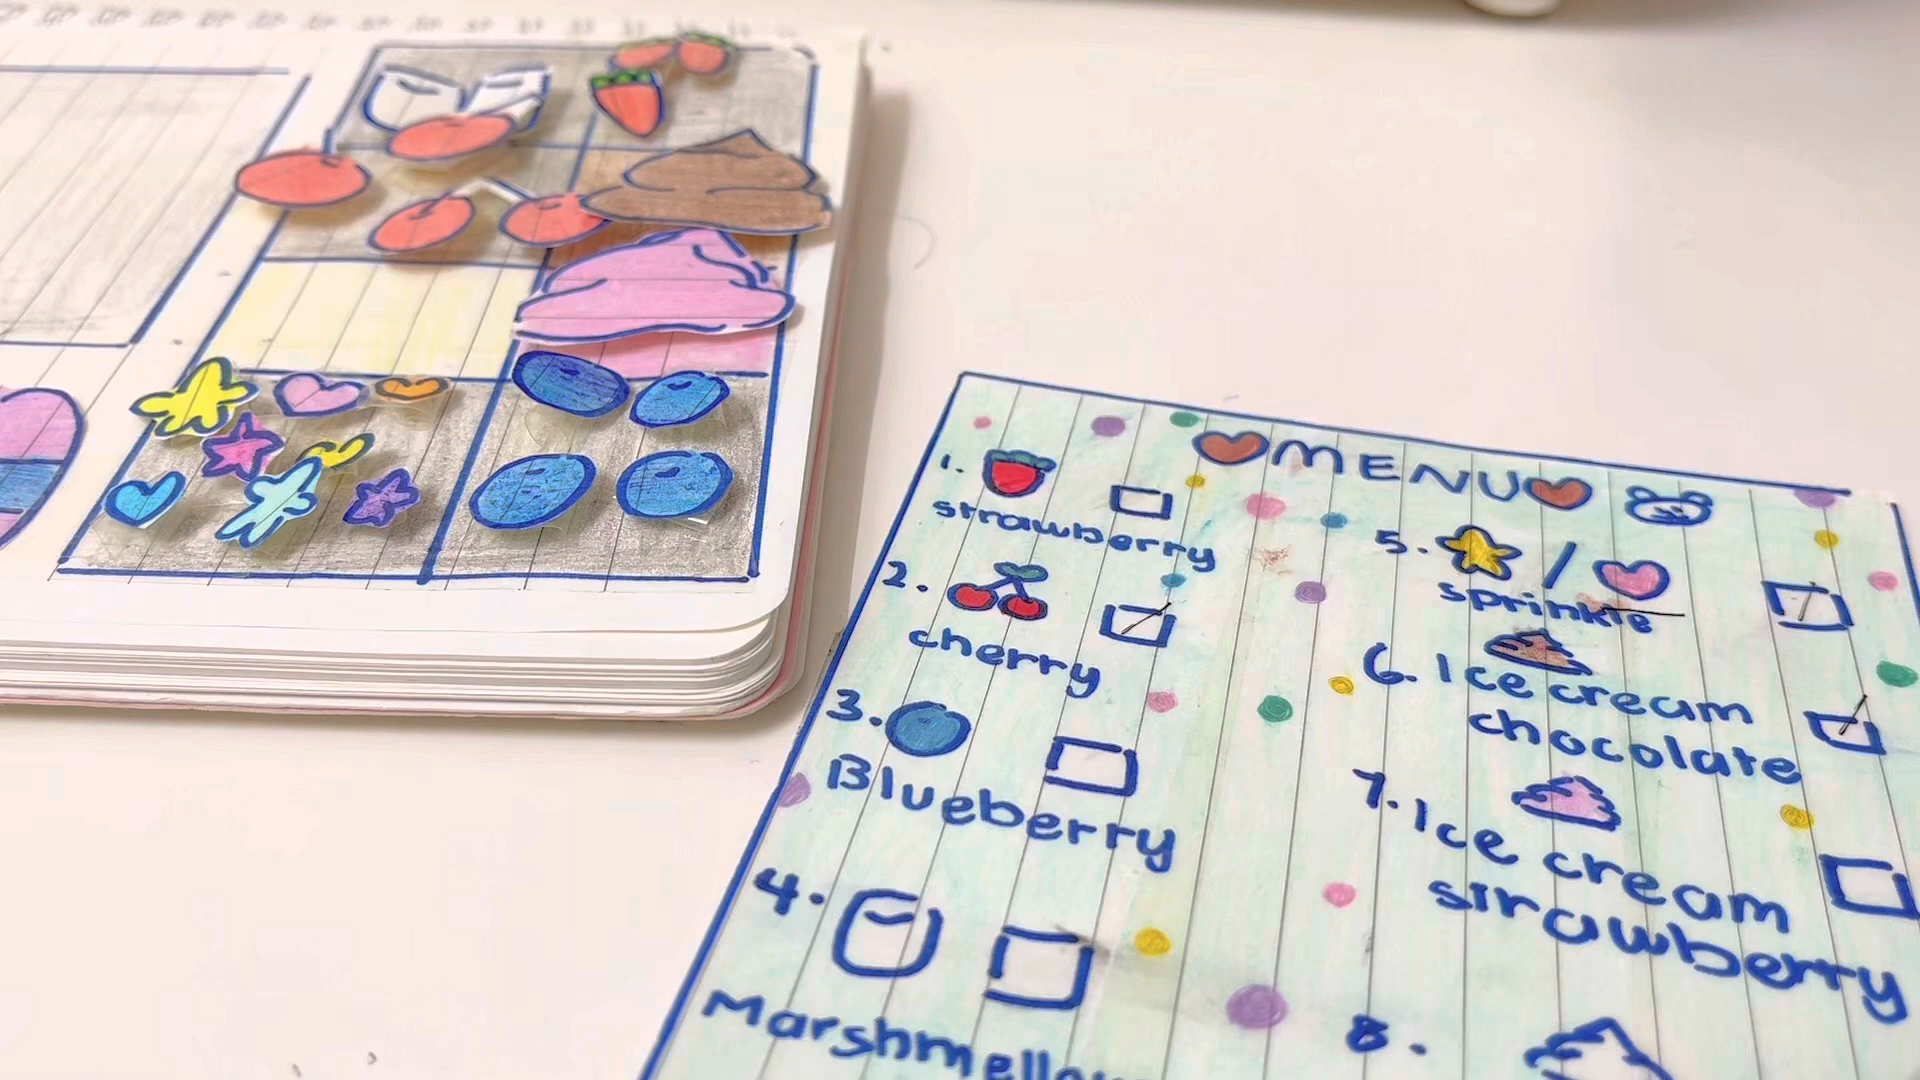 MENU
1.
strawberry
2.
cherry
3.
Blueberry
4.
Marshmellow
5. /
sprinkle
6. Ice cream
chocolate
7. Ice cream
strawberry
8.